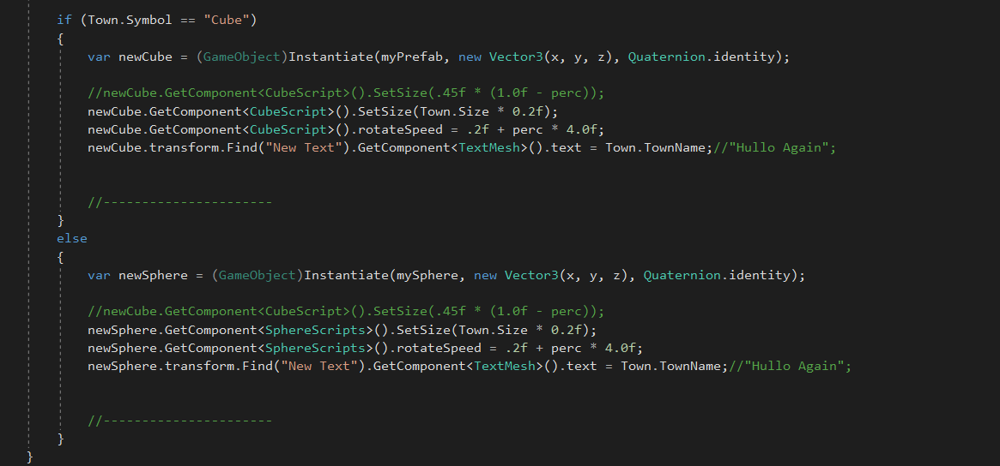 if (Town.Symbol == "Cube")
{
var newCube = (GameObject)Instantiate(myPrefab, new Vector3(x, y, z), Quaternion.identity);
//newCube.GetComponent<CubeScript>().SetSize(.45f * (1.0f - perc));
newCube.GetComponent<CubeScript>().SetSize(Town.Size * 0.2f);
newCube.GetComponent<CubeScript>().rotateSpeed = .2f + perc * 4.0f;
newCube.transform.Find("New Text").GetComponent<TextMesh>().text = Town.TownName;//"Hullo Again";
//----------------------
}
else
{
var newSphere = (GameObject)Instantiate(mySphere, new Vector3(x, y, z), Quaternion.identity);
//newCube.GetComponent<CubeScript>().SetSize(.45f * (1.0f - perc));
newSphere.GetComponent<SphereScripts>().SetSize(Town.Size * 0.2f);
newSphere.GetComponent<SphereScripts>().rotateSpeed = .2f + perc * 4.0f;
newSphere.transform.Find("New Text").GetComponent<TextMesh>().text = Town.TownName;//"Hullo Again";
//----------------------
}
}